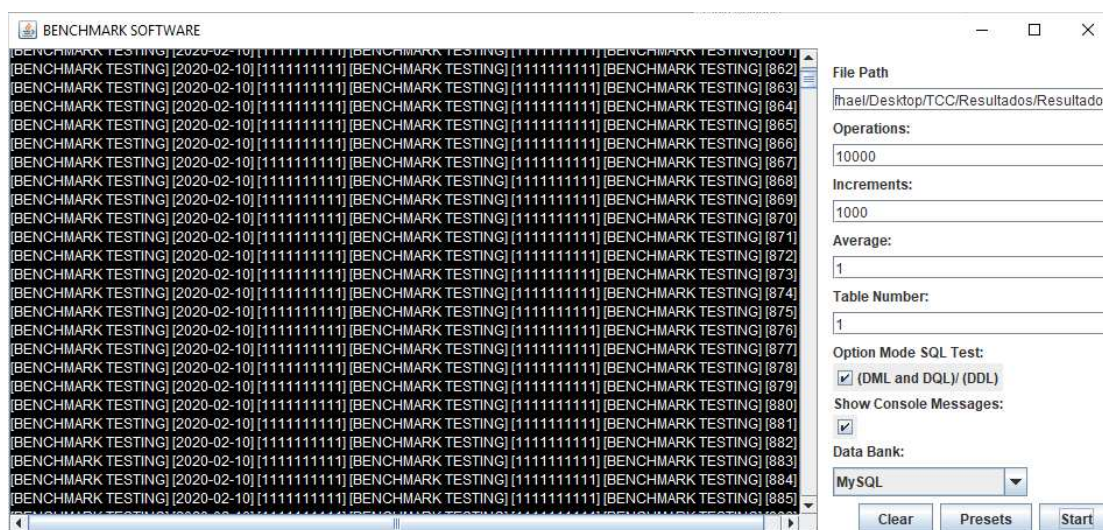 BENCHMARK SOFTWARE
[BENCHMARK TESTING] [2020-02-10] [1111111111] [BENCHMARK TESTING] [1111111111] [BENCHMARK TESTING] [861]
[BENCHMARK TESTING] [2020-02-10] [1111111111] [BENCHMARK TESTING] [1111111111] [BENCHMARK TESTING] [862]
[BENCHMARK TESTING] [2020-02-10] [1111111111] [BENCHMARK TESTING] [1111111111] [BENCHMARK TESTING] [863]
[BENCHMARK TESTING] [2020-02-10] [1111111111] [BENCHMARK TESTING] [1111111111] [BENCHMARK TESTING] [864]
[BENCHMARK TESTING] [2020-02-10] [1111111111] [BENCHMARK TESTING] [1111111111] [BENCHMARK TESTING] [865]
[BENCHMARK TESTING] [2020-02-10] [1111111111] [BENCHMARK TESTING] [1111111111] [BENCHMARK TESTING] [866]
[BENCHMARK TESTING] [2020-02-10] [1111111111] [BENCHMARK TESTING] [1111111111] [BENCHMARK TESTING] [867]
[BENCHMARK TESTING] [2020-02-10] [1111111111] [BENCHMARK TESTING] [1111111111] [BENCHMARK TESTING] [868]
[BENCHMARK TESTING] [2020-02-10] [1111111111] [BENCHMARK TESTING] [1111111111] [BENCHMARK TESTING] [869]
[BENCHMARK TESTING] [2020-02-10] [1111111111] [BENCHMARK TESTING] [1111111111] [BENCHMARK TESTING] [870]
[BENCHMARK TESTING] [2020-02-10] [1111111111] [BENCHMARK TESTING] [1111111111] [BENCHMARK TESTING] [871]
[BENCHMARK TESTING] [2020-02-10] [1111111111] [BENCHMARK TESTING] [1111111111] [BENCHMARK TESTING] [872]
[BENCHMARK TESTING] [2020-02-10] [1111111111] [BENCHMARK TESTING] [1111111111] [BENCHMARK TESTING] [873]
[BENCHMARK TESTING] [2020-02-10] [1111111111] [BENCHMARK TESTING] [1111111111] [BENCHMARK TESTING] [874]
[BENCHMARK TESTING] [2020-02-10] [1111111111] [BENCHMARK TESTING] [1111111111] [BENCHMARK TESTING] [875]
[BENCHMARK TESTING] [2020-02-10] [1111111111] [BENCHMARK TESTING] [1111111111] [BENCHMARK TESTING] [876]
[BENCHMARK TESTING] [2020-02-10] [1111111111] [BENCHMARK TESTING] [1111111111] [BENCHMARK TESTING] [877]
[BENCHMARK TESTING] [2020-02-10] [1111111111] [BENCHMARK TESTING] [1111111111] [BENCHMARK TESTING] [878]
[BENCHMARK TESTING] [2020-02-10] [1111111111] [BENCHMARK TESTING] [1111111111] [BENCHMARK TESTING] [879]
[BENCHMARK TESTING] [2020-02-10] [1111111111] [BENCHMARK TESTING] [1111111111] [BENCHMARK TESTING] [880]
[BENCHMARK TESTING] [2020-02-10] [1111111111] [BENCHMARK TESTING] [1111111111] [BENCHMARK TESTING] [881]
[BENCHMARK TESTING] [2020-02-10] [1111111111] [BENCHMARK TESTING] [1111111111] [BENCHMARK TESTING] [882]
[BENCHMARK TESTING] [2020-02-10] [1111111111] [BENCHMARK TESTING] [1111111111] [BENCHMARK TESTING] [883]
[BENCHMARK TESTING] [2020-02-10] [1111111111] [BENCHMARK TESTING] [1111111111] [BENCHMARK TESTING] [884]
[BENCHMARK TESTING] [2020-02-10] [1111111111] [BENCHMARK TESTING] [1111111111] [BENCHMARK TESTING] [885]
File Path
fhael/Desktop/TCC/Resultados/Resultado
Operations:
10000
Increments:
1000
Average:
1
Table Number:
1
Option Mode SQL Test:
(DML and DQL)/ (DDL)
Show Console Messages:
Data Bank:
MySQL
Clear Presets Start